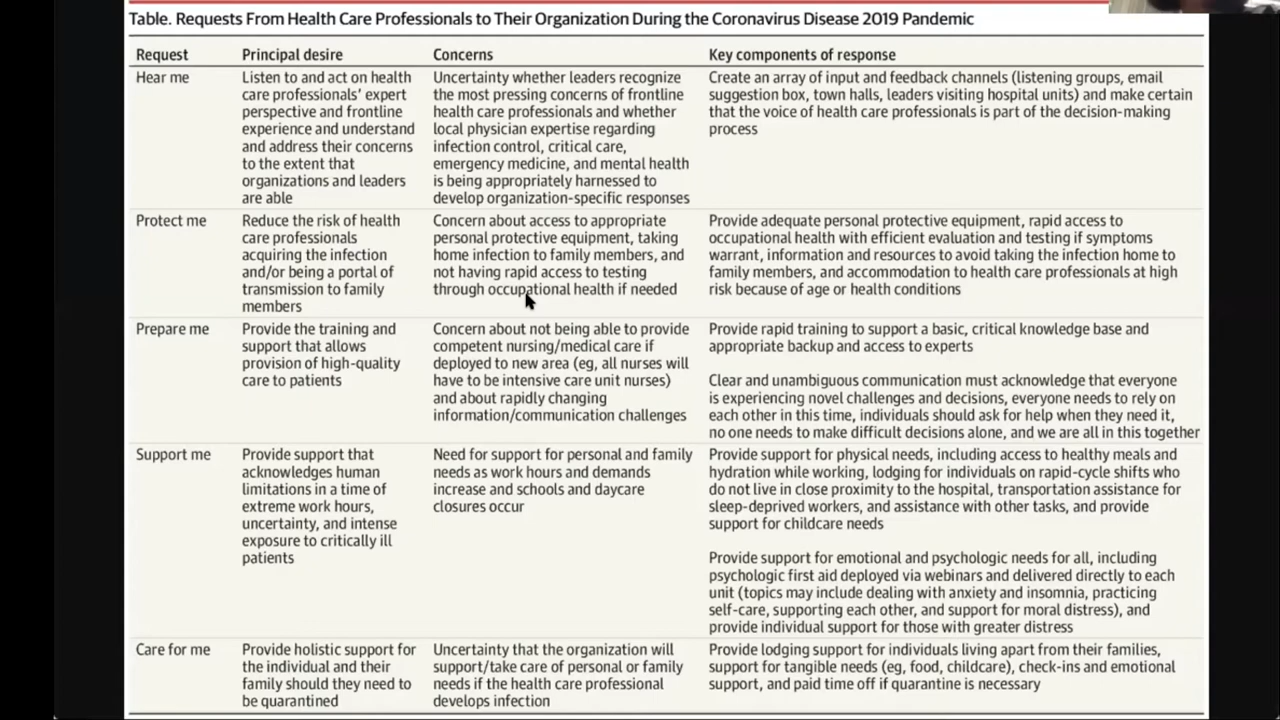 Table. Requests From Health Care Professionals to Their Organization During the Coronavirus Disease 2019 Pandemic
Request
Principal desire
Concerns
Key components of response
Hear me
Listen to and act on health
care professionals' expert
perspective and frontline
experience and understand
and address their concerns
to the extent that
organizations and leaders
are able
Uncertainty whether leaders recognize
the most pressing concerns of frontline
health care professionals and whether
local physician expertise regarding
infection control, critical care,
emergency medicine, and mental health
is being appropriately harnessed to
develop organization-specific responses
Create an array of input and feedback channels (listening groups, email
suggestion box, town halls, leaders visiting hospital units) and make certain
that the voice of health care professionals is part of the decision-making
process
Protect me
Reduce the risk of health
care professionals
acquiring the infection
and/or being a portal of
transmission to family
members
Concern about access to appropriate
personal protective equipment, taking
home infection to family members, and
not having rapid access to testing
through occupational health if needed
Provide adequate personal protective equipment, rapid access to
occupational health with efficient evaluation and testing if symptoms
warrant, information and resources to avoid taking the infection home to
family members, and accommodation to health care professionals at high
risk because of age or health conditions
Prepare me
Provide the training and
support that allows
provision of high-quality
care to patients
Concern about not being able to provide
competent nursing/medical care if
deployed to new area (eg, all nurses will
have to be intensive care unit nurses)
and about rapidly changing
information/communication challenges
Provide rapid training to support a basic, critical knowledge base and
appropriate backup and access to experts
Clear and unambiguous communication must acknowledge that everyone
is experiencing novel challenges and decisions, everyone needs to rely on
each other in this time, individuals should ask for help when they need it,
no one needs to make difficult decisions alone, and we are all in this together
Support me
Provide support that
acknowledges human
limitations in a time of
extreme work hours,
uncertainty, and intense
exposure to critically ill
patients
Need for support for personal and family
needs as work hours and demands
increase and schools and daycare
closures occur
Provide support for physical needs, including access to healthy meals and
hydration while working, lodging for individuals on rapid-cycle shifts who
do not live in close proximity to the hospital, transportation assistance for
sleep-deprived workers, and assistance with other tasks, and provide
support for childcare needs
Provide support for emotional and psychologic needs for all, including
psychologic first aid deployed via webinars and delivered directly to each
unit (topics may include dealing with anxiety and insomnia, practicing
self-care, supporting each other, and support for moral distress), and
provide individual support for those with greater distress
Care for me
Provide holistic support for
the individual and their
family should they need to
be quarantined
Uncertainty that the organization will
support/take care of personal or family
needs if the health care professional
develops infection
Provide lodging support for individuals living apart from their families,
support for tangible needs (eg, food, childcare), check-ins and emotional
support, and paid time off if quarantine is necessary